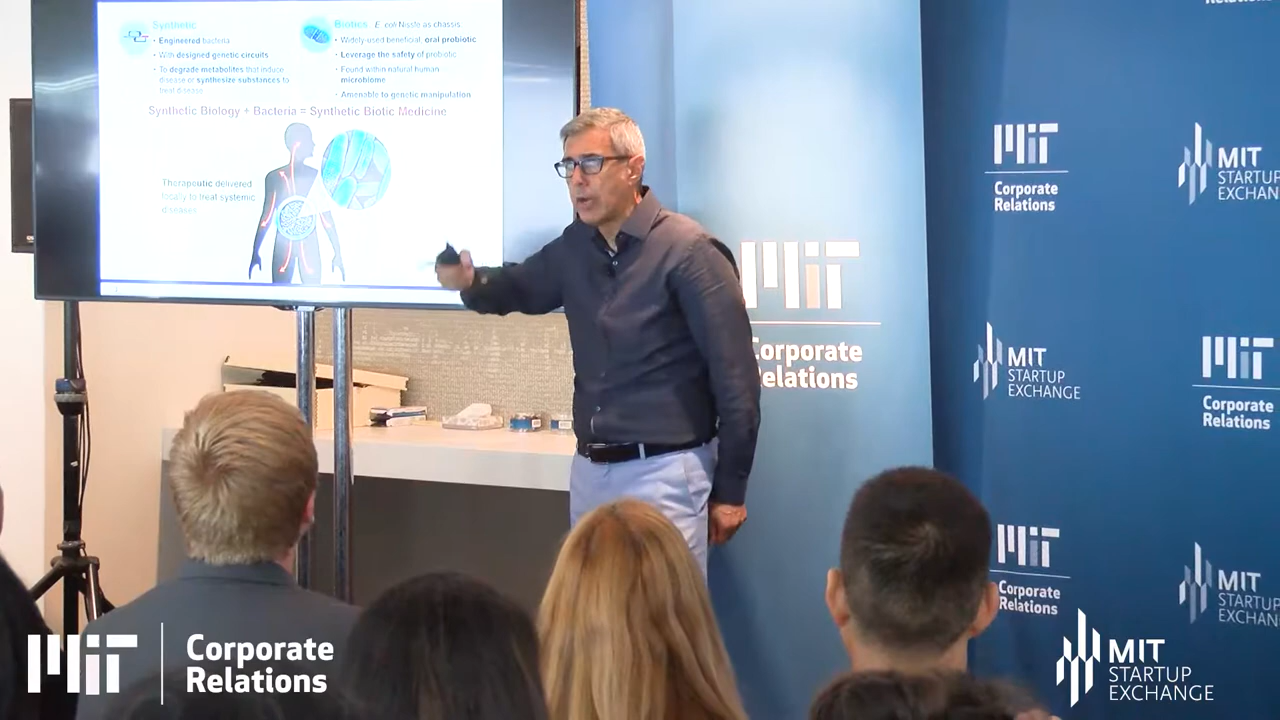 Synthetic
• Engineered bacteria
• With designed genetic circuits
• To degrade metabolites that induce
disease or synthesize substances to
treat disease
Biotics E. coli Nissle as chassis:
• Widely-used beneficial, oral probiotic
• Leverage the safety of probiotic
• Found within natural human
microbiome
• Amenable to genetic manipulation
Synthetic Biology + Bacteria = Synthetic Biotic Medicine
Therapeutic delivered
locally to treat systemic
diseases
MIT
Corporate
Relations
Relations
MIT
Corporate
Relations
MIT
STARTUP
EXCHAN
MIT
STARTUP
EXCHANGE
MIT
Corporate
Relations
MIT
Corporate
Relations
MIT
STARTUP
EXCHAN
MIT
Corporate
Relations
MIT
STARTUP
EXCHANGE